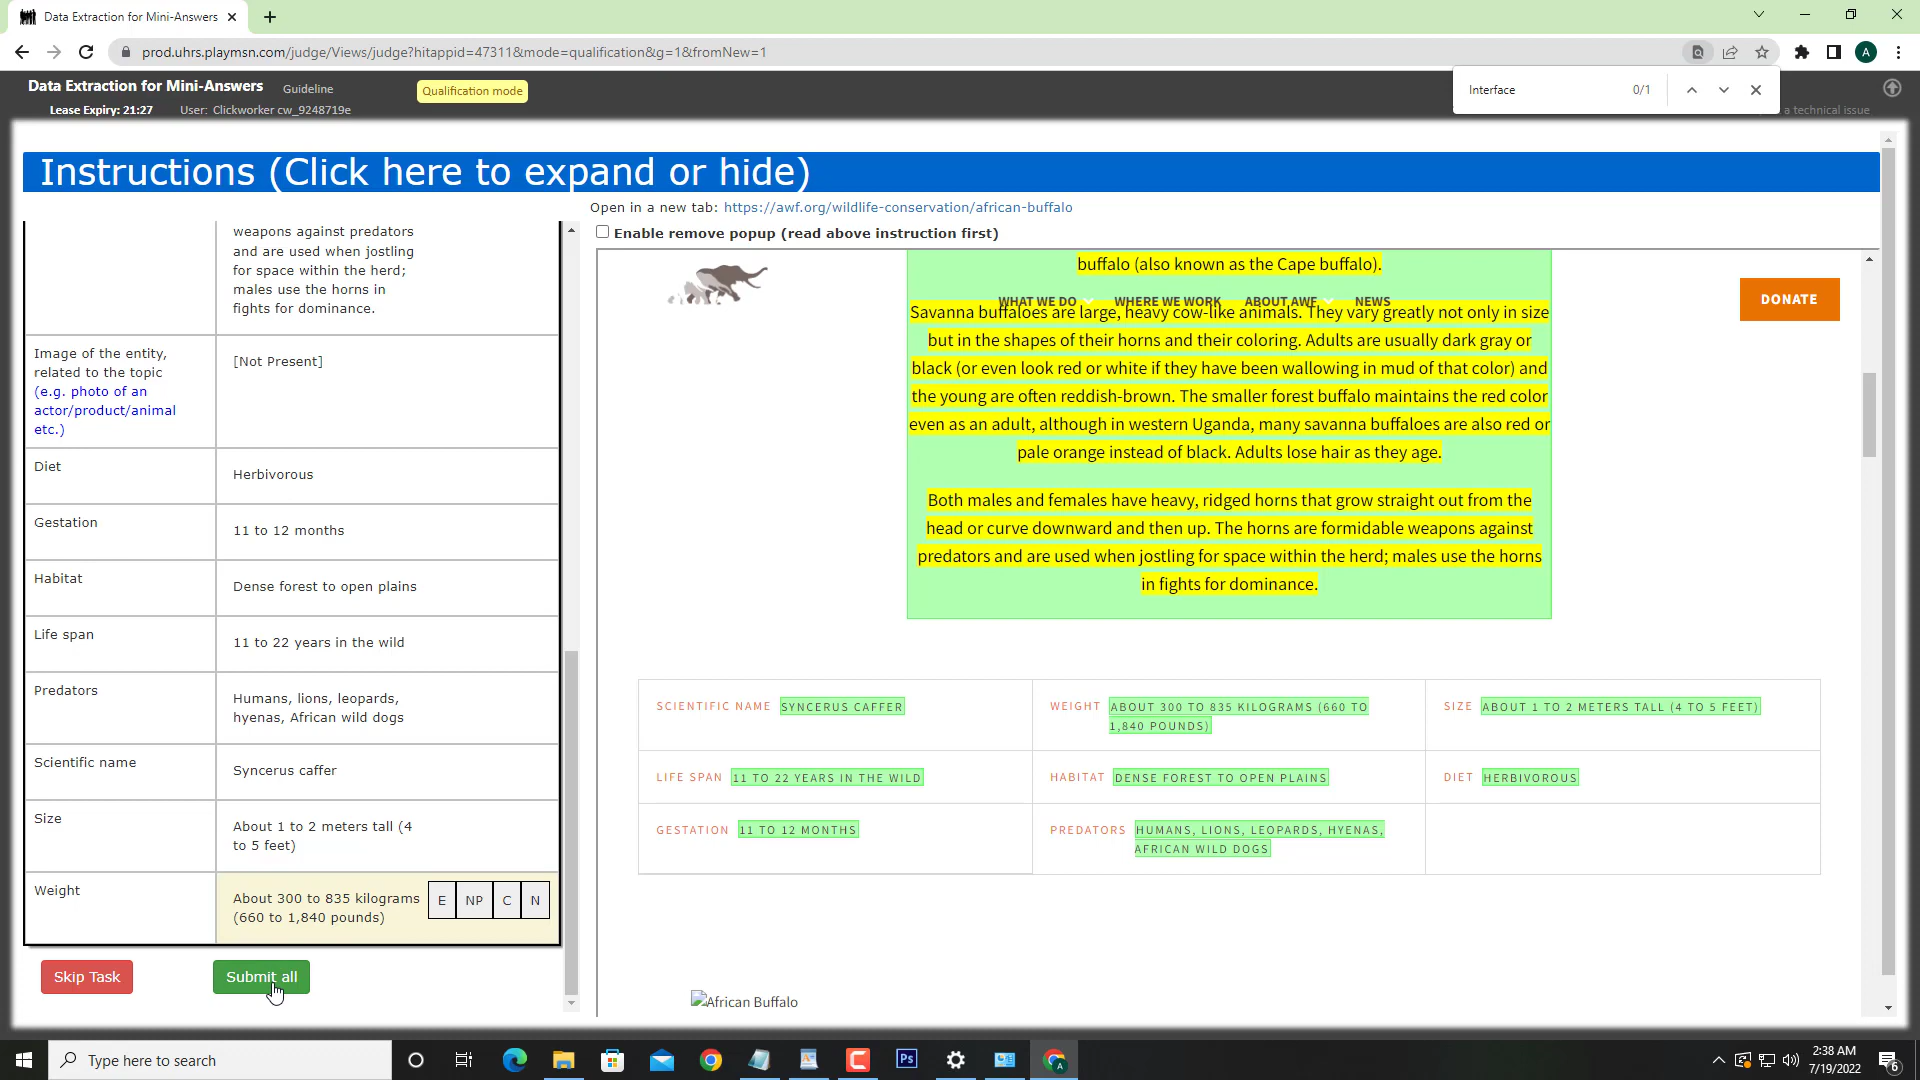 Data Extraction for Mini-Answers
prod.uhrs.playmsn.com/judge/Views/judge?hitappid=47311&mode=qualification&g=1&fromNew=1
A
Data Extraction for Mini-Answers Guideline
Qualification mode
Lease Expiry: 21:27 User: Clickworker cw_9248719e
Interface 0/1
a technical issue
Instructions (Click here to expand or hide)
Open in a new tab: https://awf.org/wildlife-conservation/african-buffalo
Enable remove popup (read above instruction first)
weapons against predators
and are used when jostling
for space within the herd;
males use the horns in
fights for dominance.
Image of the entity,
related to the topic
(e.g. photo of an
actor/product/animal
etc.)
[Not Present]
Diet
Herbivorous
Gestation
11 to 12 months
Habitat
Dense forest to open plains
Life span
11 to 22 years in the wild
Predators
Humans, lions, leopards,
hyenas, African wild dogs
Scientific name
Syncerus caffer
Size
About 1 to 2 meters tall (4
to 5 feet)
Weight
About 300 to 835 kilograms
(660 to 1,840 pounds)
E NP C N
Skip Task
Submit all
buffalo (also known as the Cape buffalo).
WHAT WE DO WHERE WE WORK ABOUT AWF NEWS
DONATE
Savanna buffaloes are large, heavy cow-like animals. They vary greatly not only in size
but in the shapes of their horns and their coloring. Adults are usually dark gray or
black (or even look red or white if they have been wallowing in mud of that color) and
the young are often reddish-brown. The smaller forest buffalo maintains the red color
even as an adult, although in western Uganda, many savanna buffaloes are also red or
pale orange instead of black. Adults lose hair as they age.
Both males and females have heavy, ridged horns that grow straight out from the
head or curve downward and then up. The horns are formidable weapons against
predators and are used when jostling for space within the herd; males use the horns
in fights for dominance.
SCIENTIFIC NAME SYNCERUS CAFFER
WEIGHT ABOUT 300 TO 835 KILOGRAMS (660 TO
1,840 POUNDS)
SIZE ABOUT 1 TO 2 METERS TALL (4 TO 5 FEET)
LIFE SPAN 11 TO 22 YEARS IN THE WILD
HABITAT DENSE FOREST TO OPEN PLAINS
DIET HERBIVOROUS
GESTATION 11 TO 12 MONTHS
PREDATORS HUMANS, LIONS, LEOPARDS, HYENAS,
AFRICAN WILD DOGS
African Buffalo
Type here to search
Ps
A
2:38 AM
7/19/2022
6